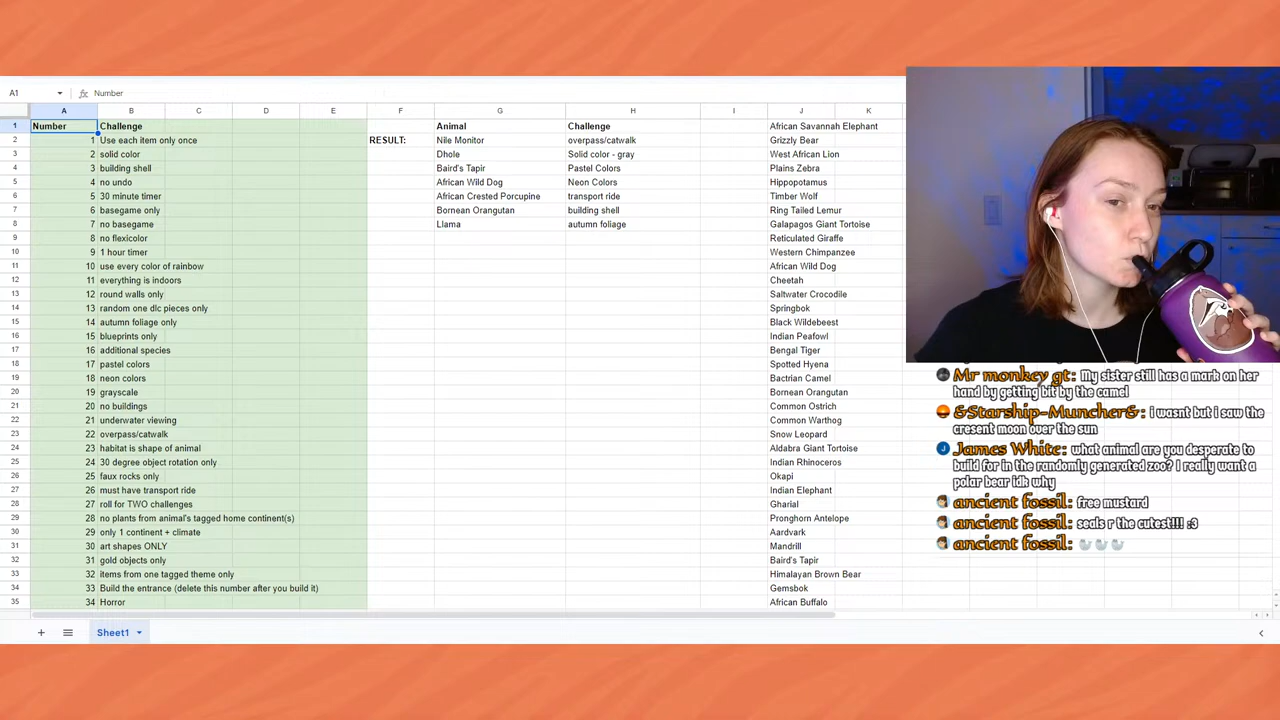 A1 fx Number
A B C D E F G H I J K
1 Number Challenge Animal Challenge African Savannah Elephant
2 1 Use each item only once RESULT: Nile Monitor overpass/catwalk Grizzly Bear
3 2 solid color Dhole Solid color - gray West African Lion
4 3 building shell Baird's Tapir Pastel Colors Plains Zebra
5 4 no undo African Wild Dog Neon Colors Hippopotamus
6 5 30 minute timer African Crested Porcupine transport ride Timber Wolf
7 6 basegame only Bornean Orangutan building shell Ring Tailed Lemur
8 7 no basegame Llama autumn foliage Galapagos Giant Tortoise
9 8 no flexicolor Reticulated Giraffe
10 9 1 hour timer Western Chimpanzee
11 10 use every color of rainbow African Wild Dog
12 11 everything is indoors Cheetah
13 12 round walls only Saltwater Crocodile
14 13 random one dlc pieces only Springbok
15 14 autumn foliage only Black Wildebeest
16 15 blueprints only Indian Peafowl
17 16 additional species Bengal Tiger
18 17 pastel colors Spotted Hyena
19 18 neon colors Bactrian Camel
20 19 grayscale Bornean Orangutan
21 20 no buildings Common Ostrich
22 21 underwater viewing Common Warthog
23 22 overpass/catwalk Snow Leopard
24 23 habitat is shape of animal Aldabra Giant Tortoise
25 24 30 degree object rotation only Indian Rhinoceros
26 25 faux rocks only Okapi
27 26 must have transport ride Indian Elephant
28 27 roll for TWO challenges Gharial
29 28 no plants from animal's tagged home continent(s) Pronghorn Antelope
30 29 only 1 continent + climate Aardvark
31 30 art shapes ONLY Mandrill
32 31 gold objects only Baird's Tapir
33 32 items from one tagged theme only Himalayan Brown Bear
34 33 Build the entrance (delete this number after you build it) Gemsbok
35 34 Horror African Buffalo
Sheet1
Mr monkey gt: My sister still has a mark on her
hand by getting bit by the camel
&Starship-Muncher&: i wasnt but i saw the
cresent moon over the sun
J James White: what animal are you desperate to
build for in the randomly generated zoo? I really want a
polar bear idk why
ancient fossil: free mustard
ancient fossil: seals r the cutest!!! :3
ancient fossil: 🦭🦭🦭